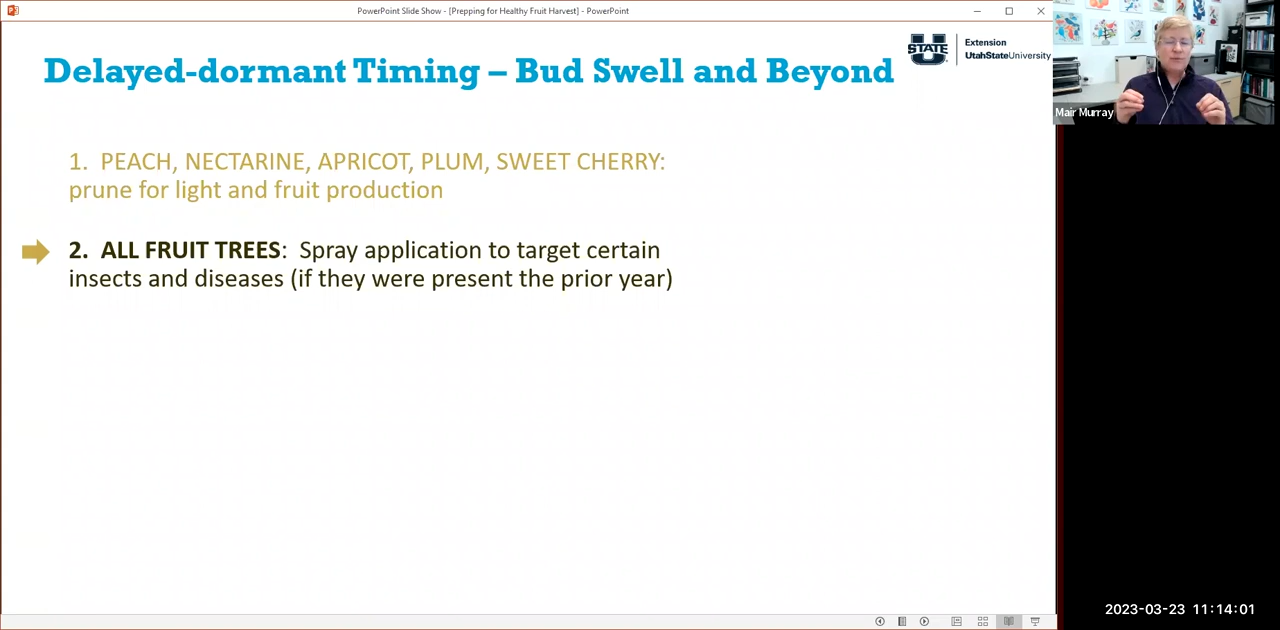 PowerPoint Slide Show - [Prepping for Healthy Fruit Harvest] - PowerPoint
Delayed-dormant Timing – Bud Swell and Beyond
U
STATE
Extension
UtahStateUniversity
Mair Murray
1. PEACH, NECTARINE, APRICOT, PLUM, SWEET CHERRY:
prune for light and fruit production
2. ALL FRUIT TREES: Spray application to target certain
insects and diseases (if they were present the prior year)
2023-03-23 11:14:01